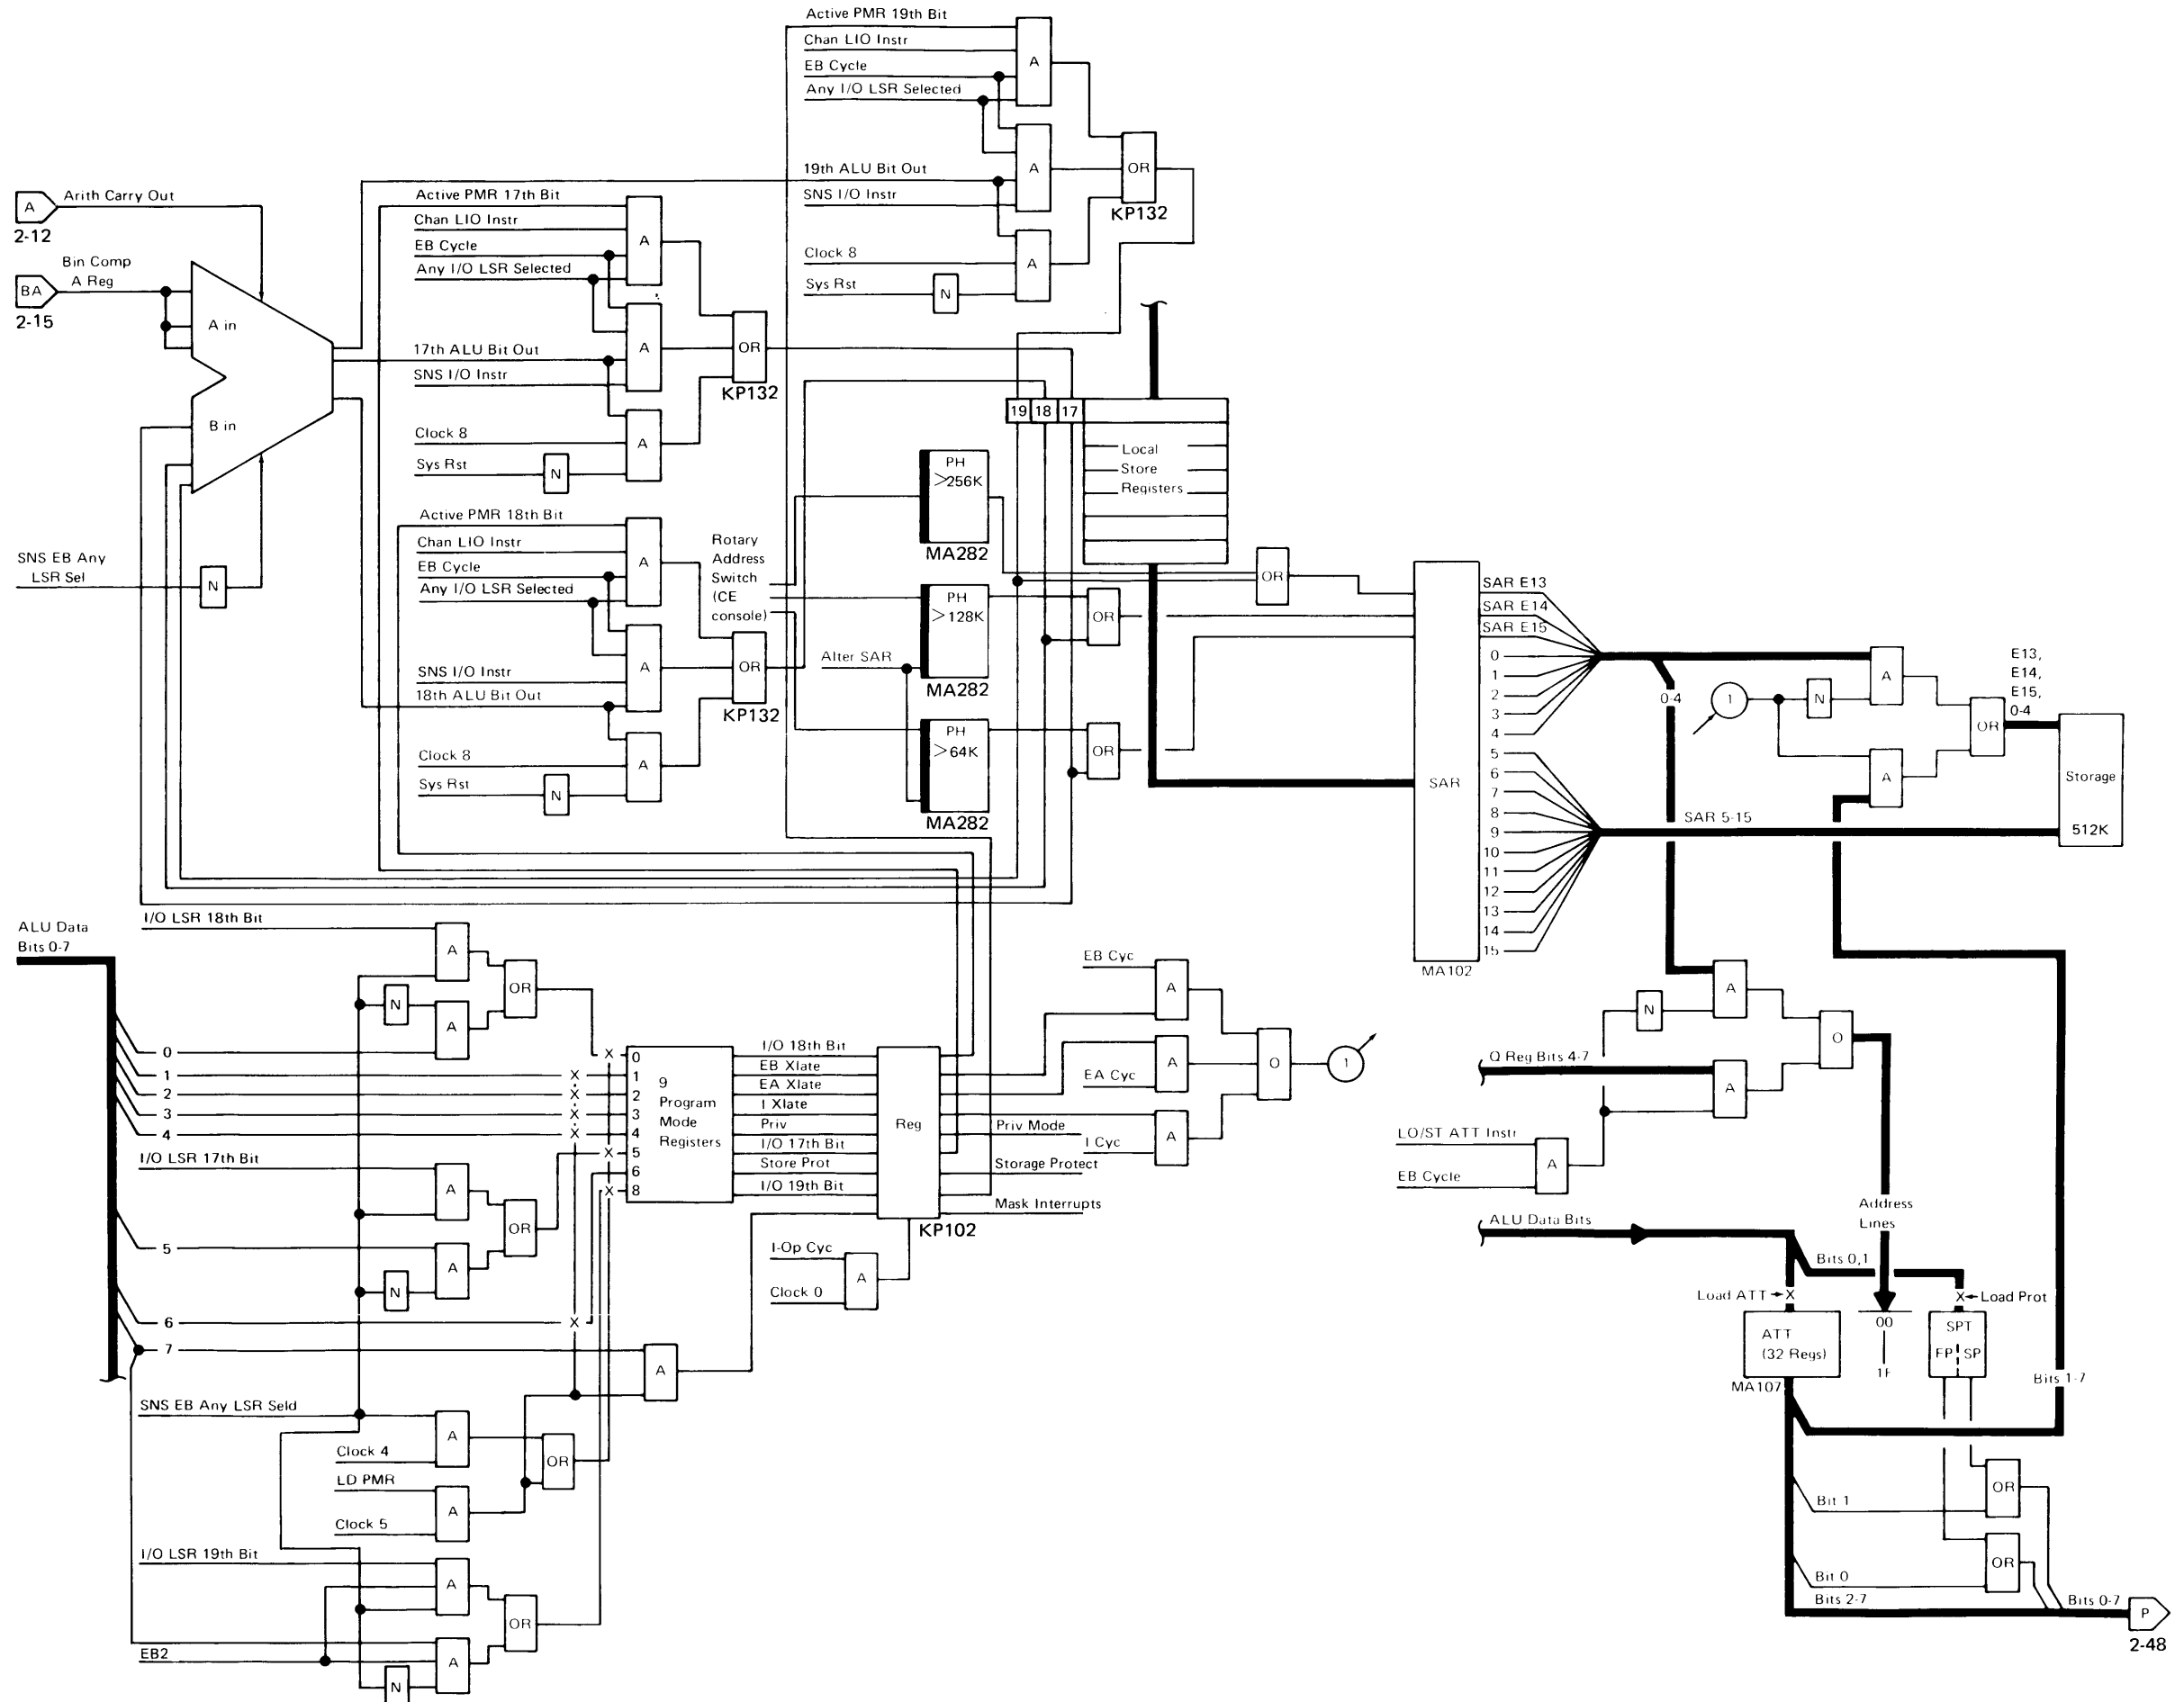 Active PMR 19th Bit
Chan LIO Instr
EB Cycle
Any I/O LSR Selected
A
19th ALU Bit Out
SNS I/O Instr
A
OR
KP132
Clock 8
Sys Rst
N
A
A
Arith Carry Out
2-12
Bin Comp
A Reg
BA
2-15
A in
B in
SNS EB Any
LSR Sel
N
Active PMR 17th Bit
Chan LIO Instr
EB Cycle
Any I/O LSR Selected
A
17th ALU Bit Out
SNS I/O Instr
A
OR
KP132
Clock 8
Sys Rst
N
A
Active PMR 18th Bit
Chan LIO Instr
EB Cycle
Any I/O LSR Selected
A
SNS I/O Instr
18th ALU Bit Out
A
OR
KP132
Clock 8
Sys Rst
N
A
Rotary
Address
Switch
(CE
console)
Alter SAR
PH
>256K
MA282
PH
>128K
MA282
PH
>64K
MA282
19 18 17
Local
Store
Registers
OR
OR
OR
SAR
MA102
SAR E13
SAR E14
SAR E15
0
1
2
3
4
5
6
7
8
9
10
11
12
13
14
15
0-4
SAR 5-15
1
N
A
A
OR
E13,
E14,
E15,
0-4
Storage
512K
ALU Data
Bits 0-7
I/O LSR 18th Bit
A
N
A
OR
0
1
2
3
4
I/O LSR 17th Bit
A
OR
5
A
N
6
7
A
SNS EB Any LSR Seld
A
Clock 4
OR
LD PMR
A
Clock 5
I/O LSR 19th Bit
A
OR
EB2
A
N
X
X
X
X
X
X
X
X
0
1
2
3
4
5
6
8
9
Program
Mode
Registers
I/O 18th Bit
EB Xlate
EA Xlate
I Xlate
Priv
I/O 17th Bit
Store Prot
I/O 19th Bit
Reg
KP102
I-Op Cyc
Clock 0
A
EB Cyc
A
EA Cyc
A
Priv Mode
I Cyc
A
Storage Protect
Mask Interrupts
O
1
N
A
Q Reg Bits 4-7
A
O
LO/ST ATT Instr
EB Cycle
A
ALU Data Bits
Address
Lines
Bits 0,1
Load ATT
X
X
Load Prot
ATT
(32 Regs)
MA107
00
1F
SPT
FP SP
Bits 1-7
Bit 1
OR
Bit 0
OR
Bits 2-7
Bits 0-7
P
2-48